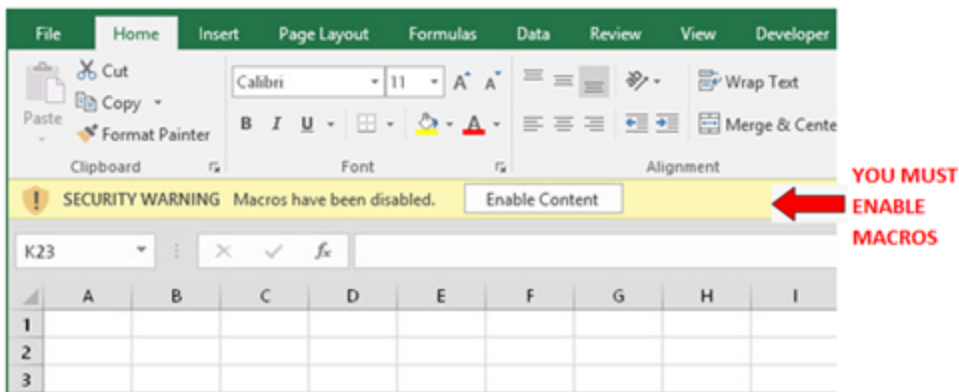 File Home Insert Page Layout Formulas Data Review View Developer
Cut
Calibri 11 A A Wrap Text
Copy
Paste
Format Painter B I U A Merge & Cente
Clipboard Font Alignment
YOU MUST
! SECURITY WARNING Macros have been disabled. Enable Content
ENABLE
MACROS
K23 fx
A B C D E F G H I
1
2
3